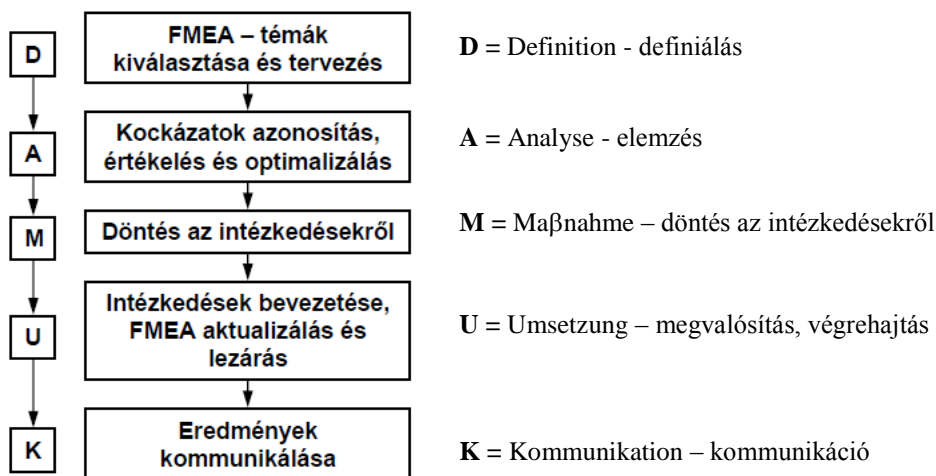 D
FMEA – témák
kiválasztása és tervezés
D = Definition - definiálás
A
Kockázatok azonosítás,
értékelés és optimalizálás
A = Analyse - elemzés
M
Döntés az intézkedésekről
M = Maβnahme – döntés az intézkedésekről
U
Intézkedések bevezetése,
FMEA aktualizálás és
lezárás
U = Umsetzung – megvalósítás, végrehajtás
K
Eredmények
kommunikálása
K = Kommunikation – kommunikáció